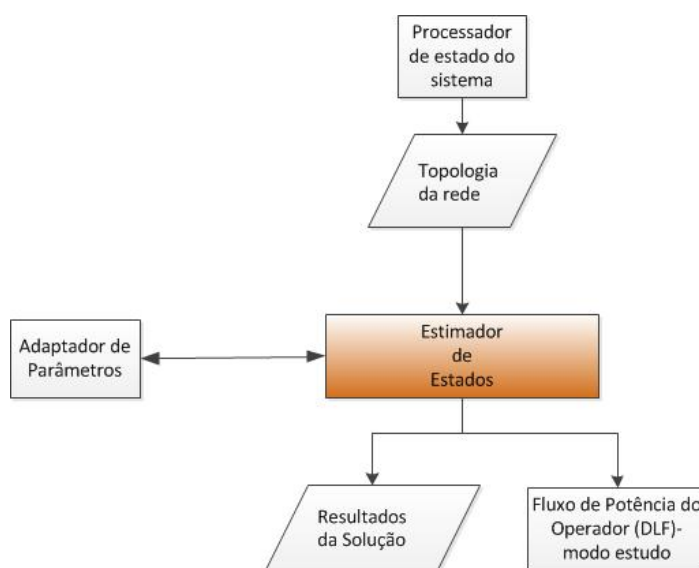 Processador
de estado do
sistema
Topologia
da rede
Adaptador de
Parâmetros
Estimador
de
Estados
Resultados
da Solução
Fluxo de Potência do
Operador (DLF)-
modo estudo